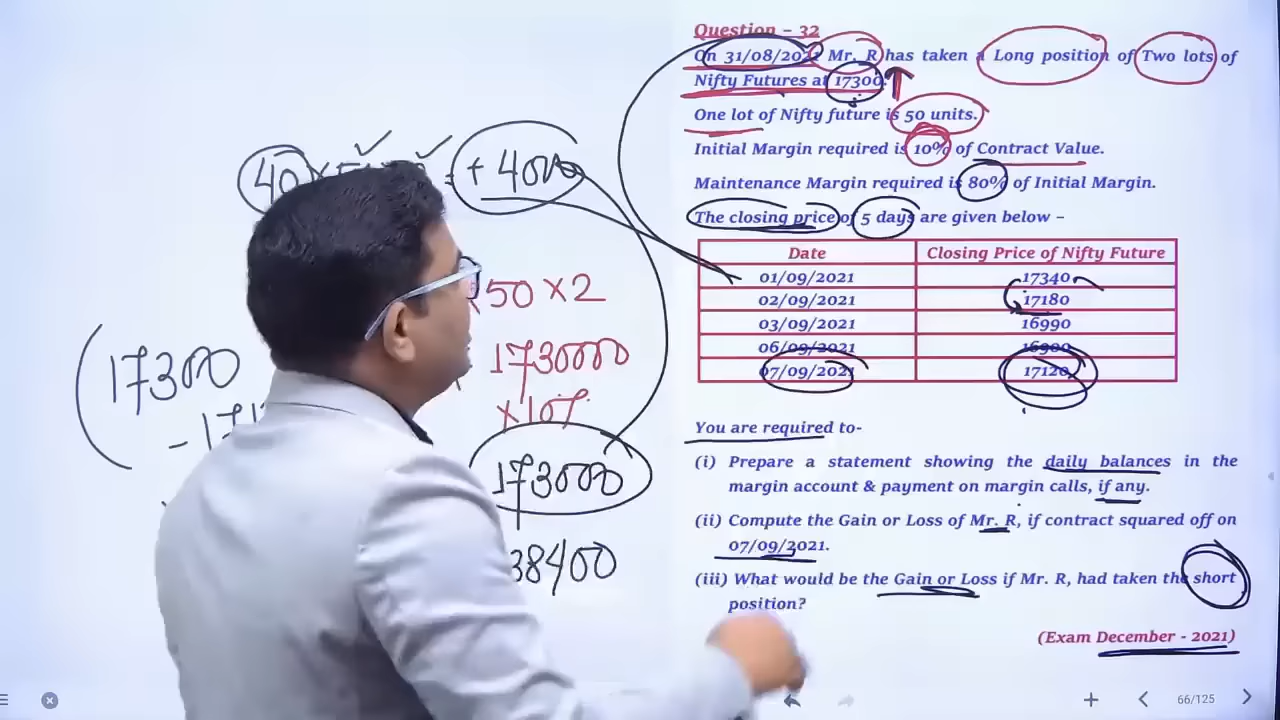 Question - 32
On 31/08/2021 Mr. R has taken a Long position of Two lots of
Nifty Futures at 17300.
One lot of Nifty future is 50 units.
Initial Margin required is 10% of Contract Value.
Maintenance Margin required is 80% of Initial Margin.
The closing price of 5 days are given below –
Date Closing Price of Nifty Future
01/09/2021 17340
02/09/2021 17180
03/09/2021 16990
06/09/2021 16900
07/09/2021 17120
You are required to-
(i) Prepare a statement showing the daily balances in the
margin account & payment on margin calls, if any.
(ii) Compute the Gain or Loss of Mr. R, if contract squared off on
07/09/2021.
(iii) What would be the Gain or Loss if Mr. R, had taken the short
position?
(Exam December - 2021)
66/125
40 × = + 4000
50 × 2
17300
1730000
× 10%
173000
38400